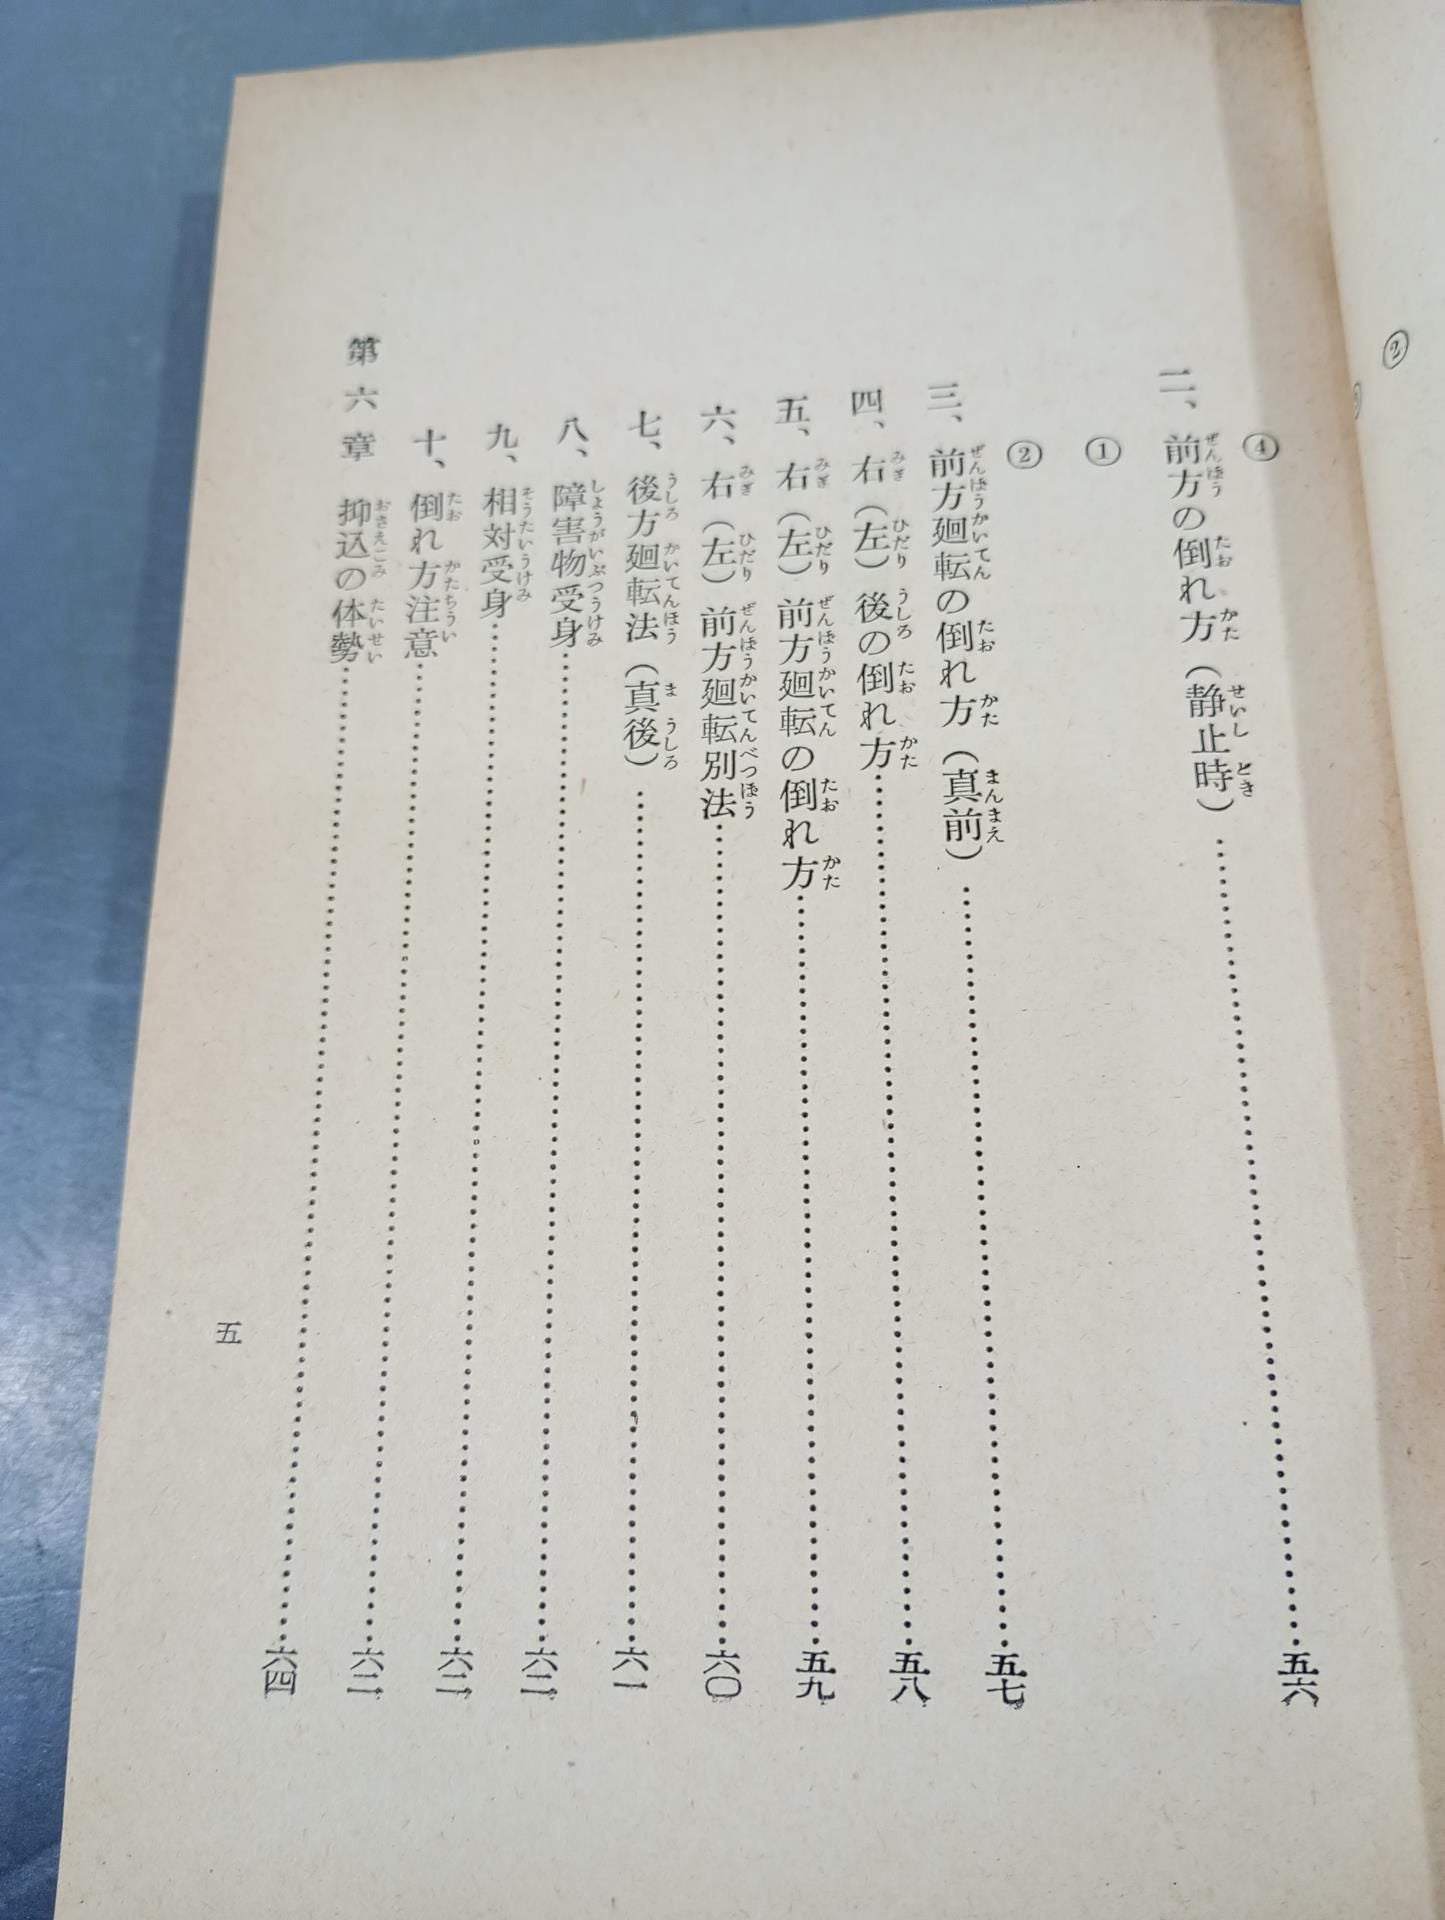 ②
④
二、前方の倒れ方（静止時）……五六
①
②
三、前方廻転の倒れ方（真前）……五七
四、右（左）後の倒れ方……五八
五、右（左）前方廻転の倒れ方……五九
六、右（左）前方廻転別法……六〇
七、後方廻転法（真後）……六一
八、障害物受身……六二
九、相対受身……六二
十、倒れ方注意……六二
第六章 抑込の体勢……六四
五